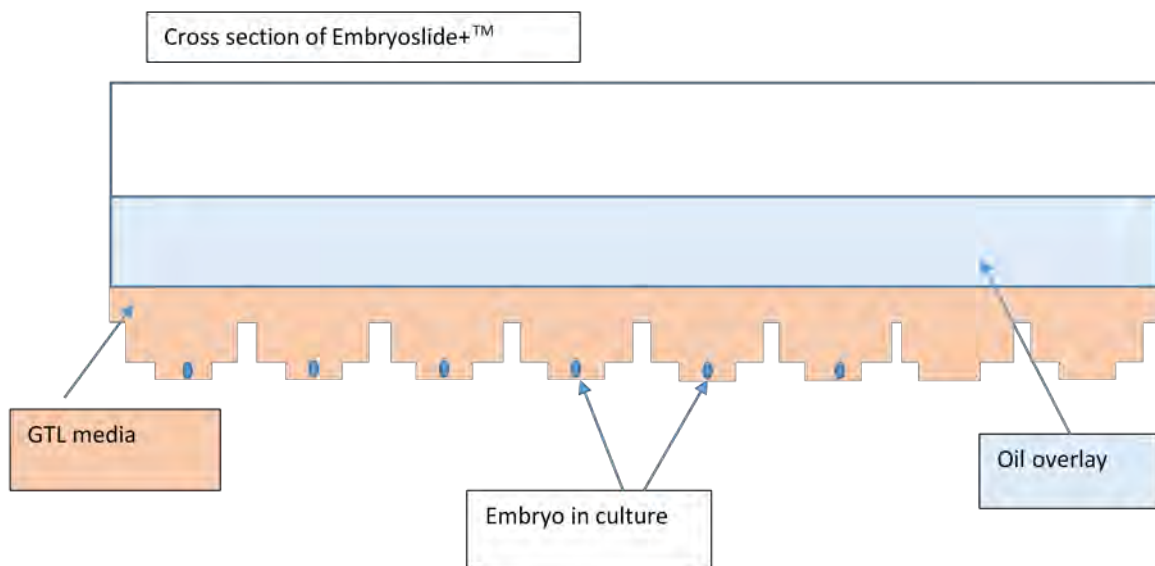 Cross section of Embryoslide+™
GTL media
Embryo in culture
Oil overlay